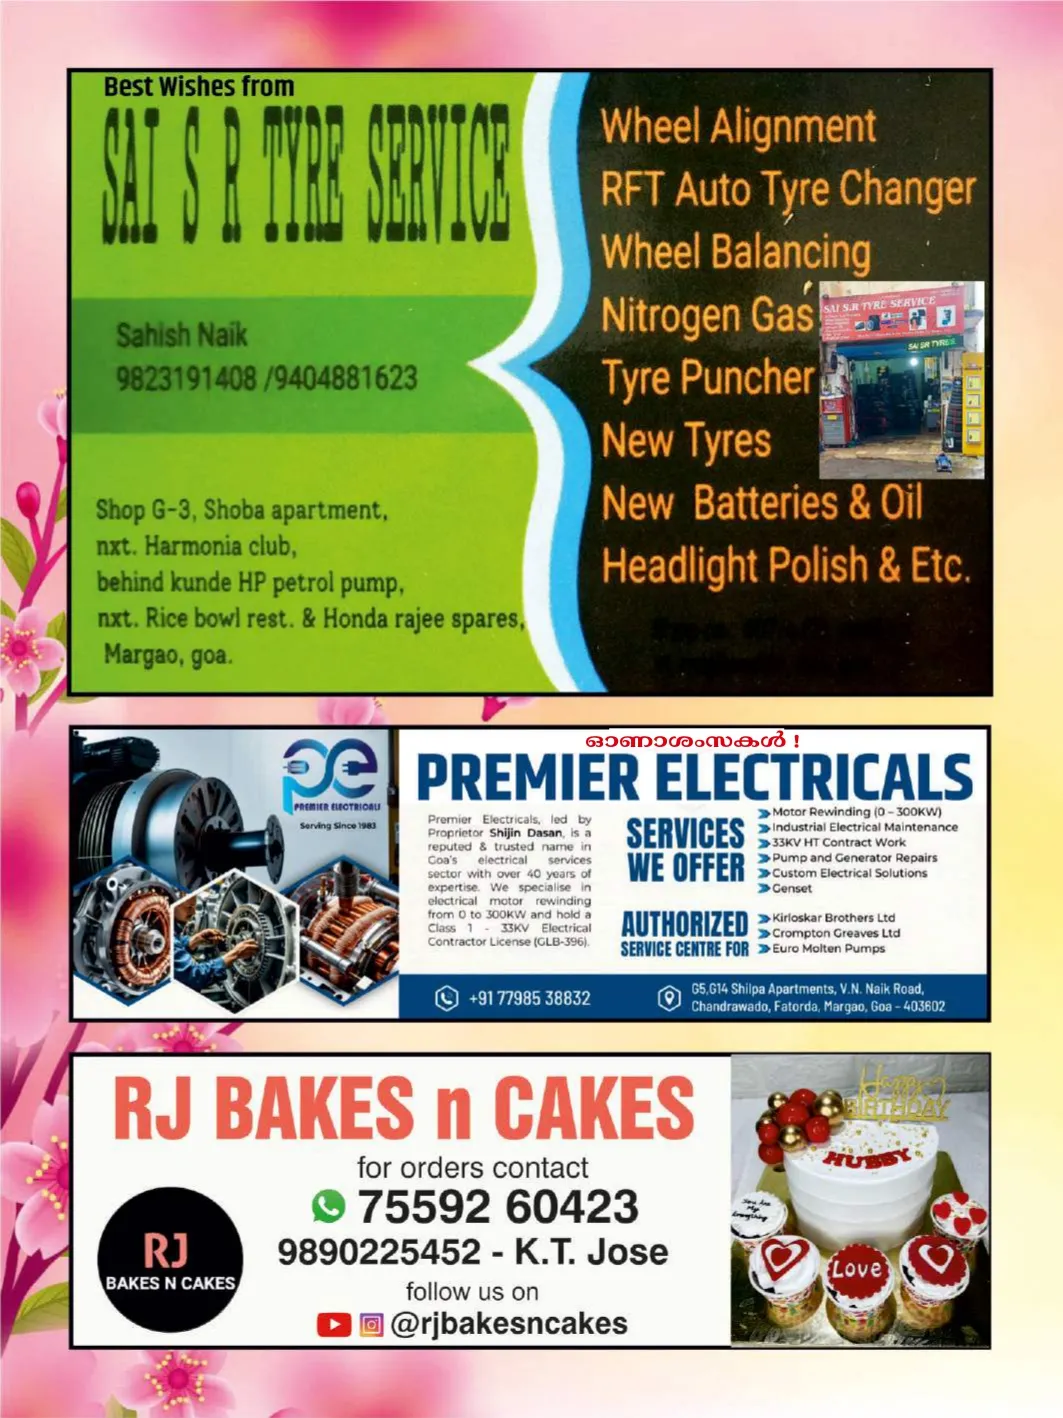 Best Wishes from
SAI S R TYRE SERVICE
Sahish Naik
9823191408 /9404881623
Shop G-3, Shoba apartment,
nxt. Harmonia club,
behind kunde HP petrol pump,
nxt. Rice bowl rest. & Honda rajee spares,
Margao, goa.
Wheel Alignment
RFT Auto Tyre Changer
Wheel Balancing
Nitrogen Gas
Tyre Puncher
New Tyres
New Batteries & Oil
Headlight Polish & Etc.
SAI S.R TYRE SERVICE
SAI SR TYRES
PREMIER ELECTRICALS
Serving Since 1983
ഓണാശംസകൾ !
PREMIER ELECTRICALS
Premier Electricals, led by
Proprietor Shijin Dasan, is a
reputed & trusted name in
Goa's electrical services
sector with over 40 years of
expertise. We specialise in
electrical motor rewinding
from 0 to 300KW and hold a
Class 1 - 33KV Electrical
Contractor License (GLB-396).
SERVICES
WE OFFER
Motor Rewinding (0 – 300KW)
Industrial Electrical Maintenance
33KV HT Contract Work
Pump and Generator Repairs
Custom Electrical Solutions
Genset
AUTHORIZED
SERVICE CENTRE FOR
Kirloskar Brothers Ltd
Crompton Greaves Ltd
Euro Molten Pumps
+91 77985 38832
G5,G14 Shilpa Apartments, V.N. Naik Road,
Chandrawado, Fatorda, Margao, Goa – 403602
RJ BAKES n CAKES
for orders contact
75592 60423
9890225452 - K.T. Jose
follow us on
@rjbakesncakes
RJ
BAKES N CAKES
Happy
BIRTHDAY
HUBBY
You Are
My
Everything
Love